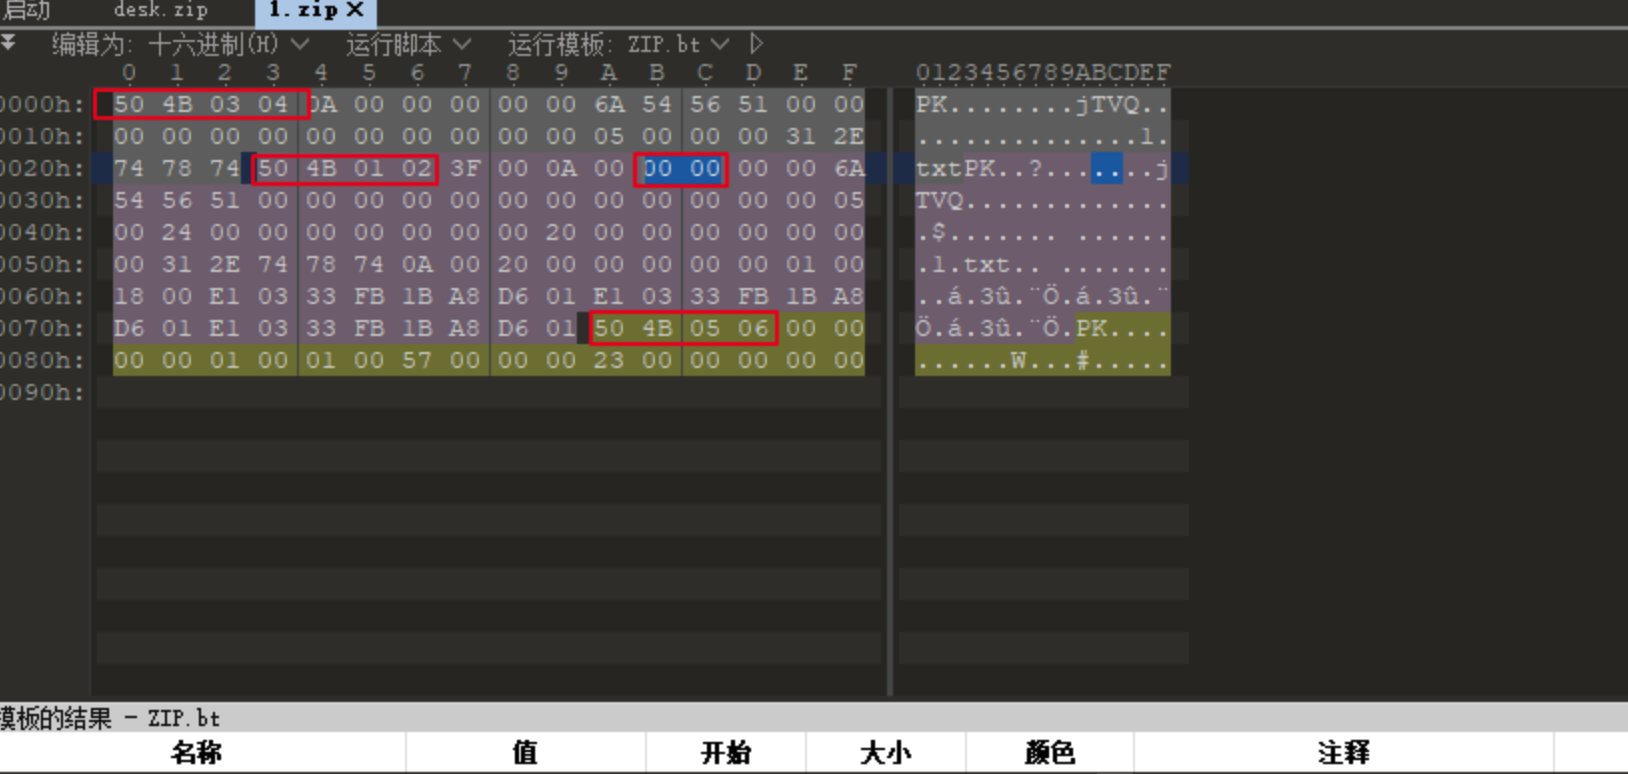 启动 desk.zip 1.zip ×
编辑为: 十六进制(H) 运行脚本 运行模板: ZIP.bt
0 1 2 3 4 5 6 7 8 9 A B C D E F 0123456789ABCDEF
0000h: 50 4B 03 04 0A 00 00 00 00 00 6A 54 56 51 00 00 PK........jTVQ..
0010h: 00 00 00 00 00 00 00 00 00 00 05 00 00 00 31 2E ..............1.
0020h: 74 78 74 50 4B 01 02 3F 00 0A 00 00 00 00 00 6A txtPK..?.......j
0030h: 54 56 51 00 00 00 00 00 00 00 00 00 00 00 00 05 TVQ.............
0040h: 00 24 00 00 00 00 00 00 00 20 00 00 00 00 00 00 .$....... ......
0050h: 00 31 2E 74 78 74 0A 00 20 00 00 00 00 00 01 00 .1.txt.. .......
0060h: 18 00 E1 03 33 FB 1B A8 D6 01 E1 03 33 FB 1B A8 ..á.3û.¨Ö.á.3û.¨
0070h: D6 01 E1 03 33 FB 1B A8 D6 01 50 4B 05 06 00 00 Ö.á.3û.¨Ö.PK....
0080h: 00 00 01 00 01 00 57 00 00 00 23 00 00 00 00 00 ......W...#.....
0090h:
模板的结果 - ZIP.bt
名称 值 开始 大小 颜色 注释